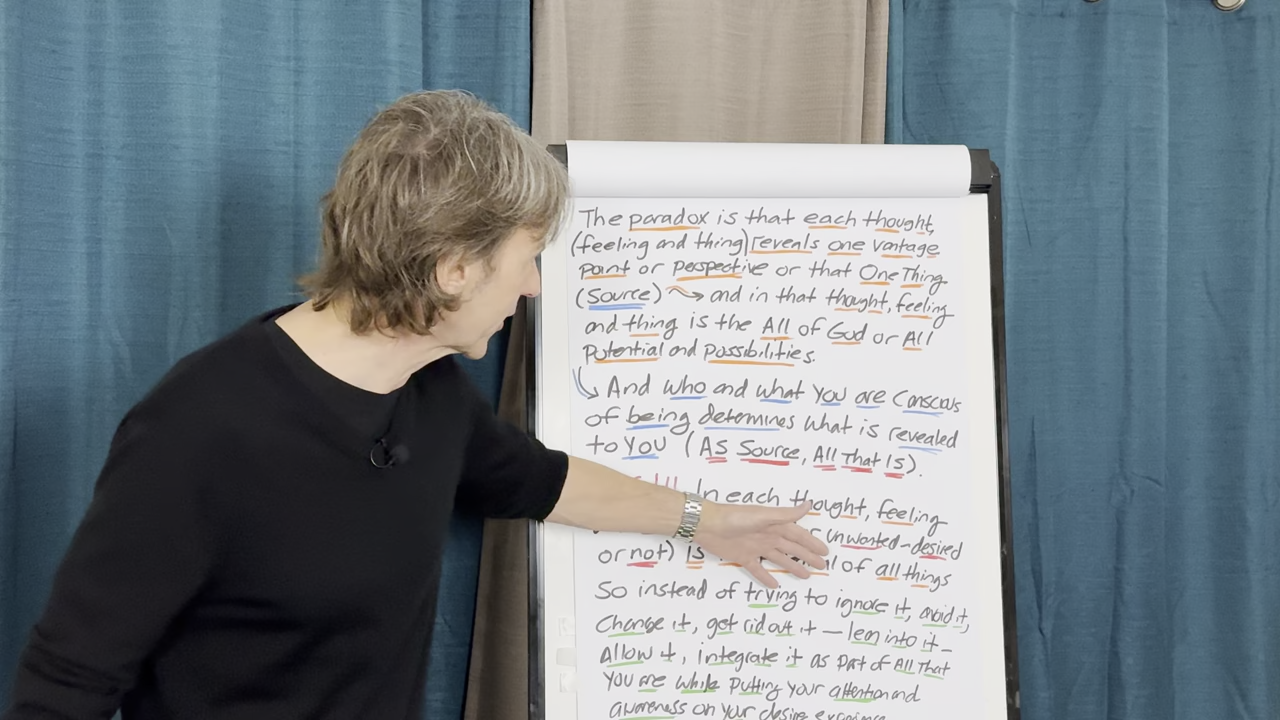 The paradox is that each thought,
(feeling and thing) reveals one vantage
point or perspective or that One Thing
(Source) → and in that thought, feeling
and thing is the All of God or All
Potential and possibilities.
And who and what you are conscious
of being determines what is revealed
to you (As Source, All That Is).
In each thought, feeling
unwanted - desired
or not) is of all things
So instead of trying to ignore it, avoid it,
change it, get rid out it - lean into it -
Allow it, integrate it as part of All That
You are while putting your attention and
awareness on your desire experience